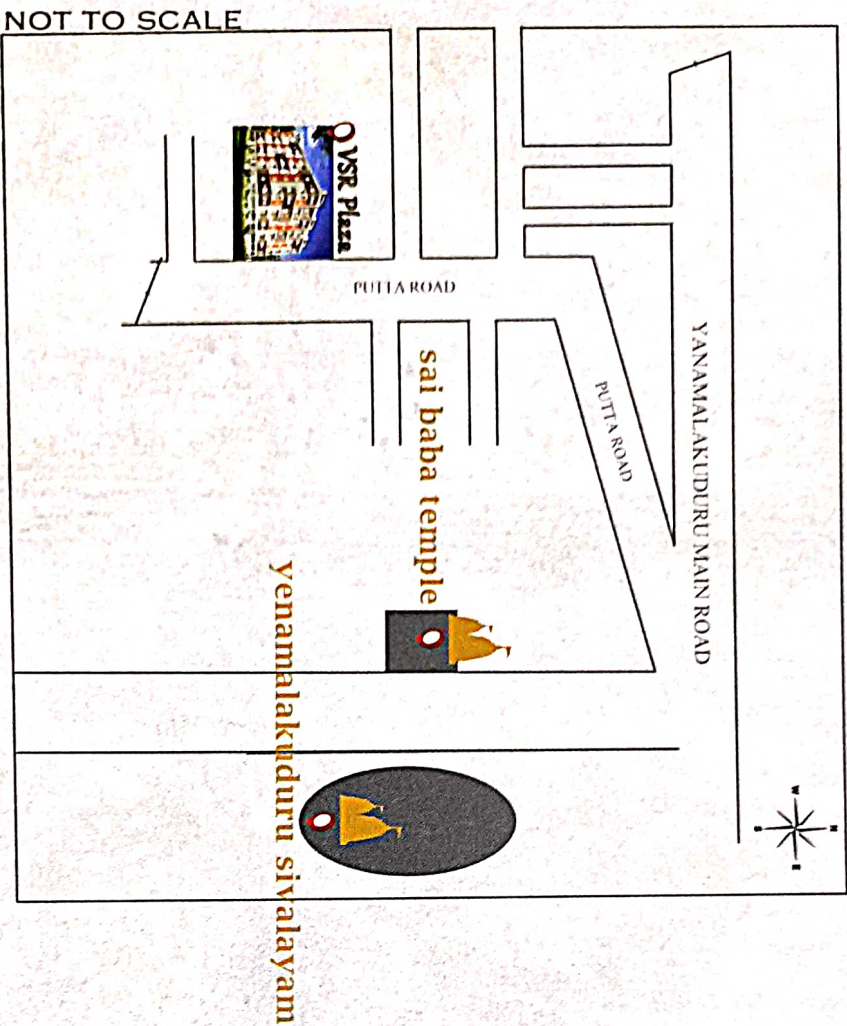 NOT TO SCALE
VSR Plaza
PUTTA ROAD
PUTTA ROAD
YANAMALAKUDURU MAIN ROAD
sai baba temple
yenamalakuduru sivalayam
W
N
S
E